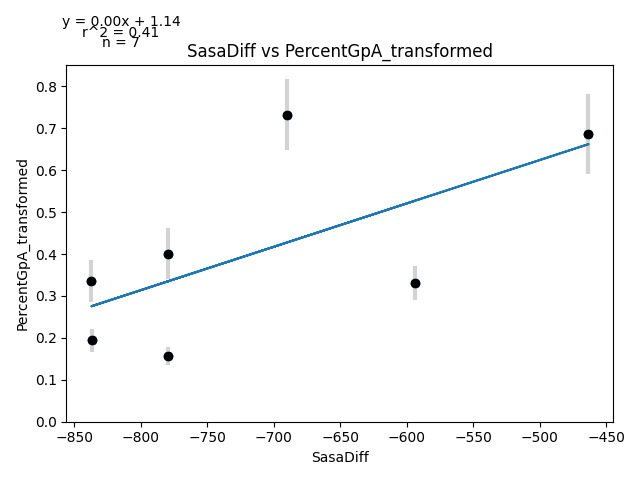 y = 0.00x + 1.14
r^2 = 0.41
n = 7
SasaDiff vs PercentGpA_transformed
PercentGpA_transformed
0.8
0.7
0.6
0.5
0.4
0.3
0.2
0.1
0.0
−850 −800 −750 −700 −650 −600 −550 −500 −450
SasaDiff